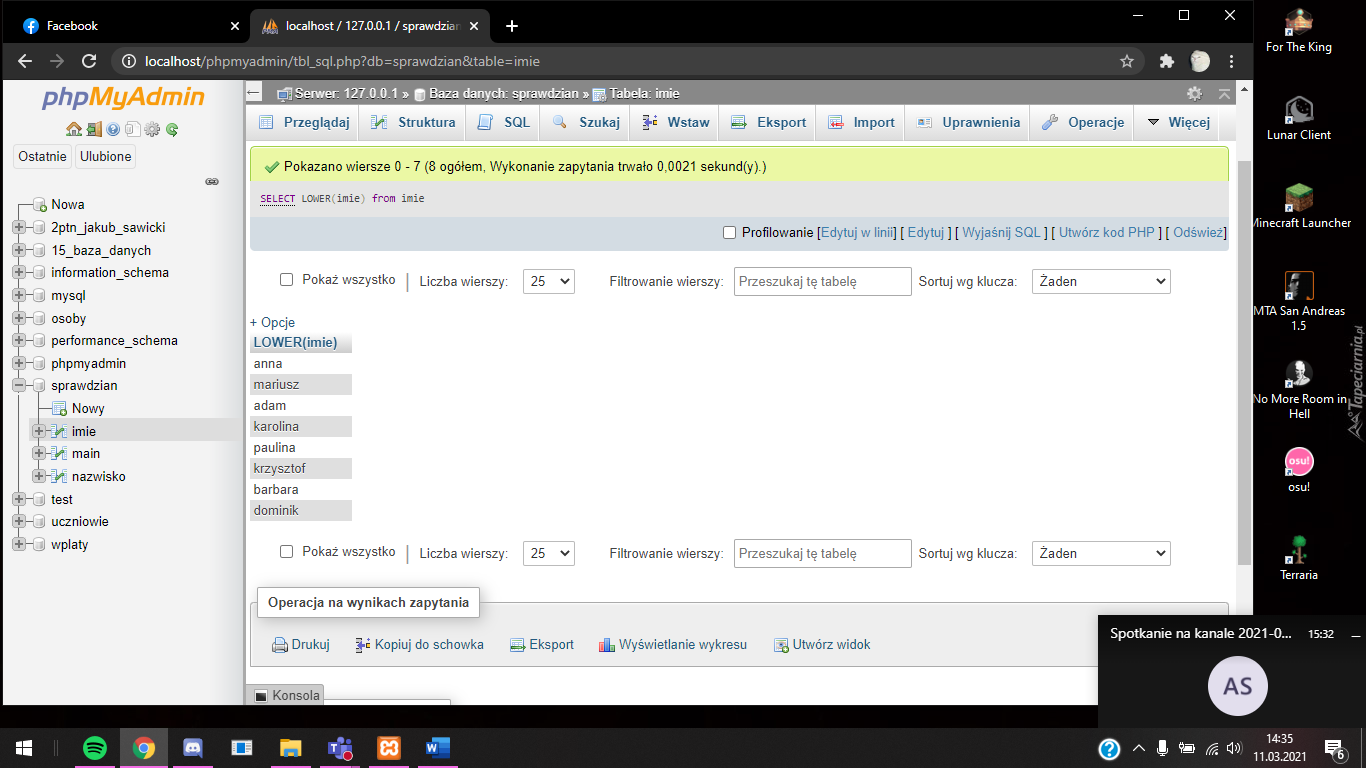 Facebook
localhost / 127.0.0.1 / sprawdzian
localhost/phpmyadmin/tbl_sql.php?db=sprawdzian&table=imie
phpMyAdmin
Ostatnie Ulubione
Nowa
2ptn_jakub_sawicki
15_baza_danych
information_schema
mysql
osoby
performance_schema
phpmyadmin
sprawdzian
Nowy
imie
main
nazwisko
test
uczniowie
wplaty
Serwer: 127.0.0.1 » Baza danych: sprawdzian » Tabela: imie
Przeglądaj Struktura SQL Szukaj Wstaw Eksport Import Uprawnienia Operacje Więcej
Pokazano wiersze 0 - 7 (8 ogółem, Wykonanie zapytania trwało 0,0021 sekund(y).)
SELECT LOWER(imie) from imie
Profilowanie [Edytuj w linii] [ Edytuj ] [ Wyjaśnij SQL ] [ Utwórz kod PHP ] [ Odśwież]
Pokaż wszystko | Liczba wierszy: 25 Filtrowanie wierszy: Przeszukaj tę tabelę Sortuj wg klucza: Żaden
+ Opcje
LOWER(imie)
anna
mariusz
adam
karolina
paulina
krzysztof
barbara
dominik
Pokaż wszystko | Liczba wierszy: 25 Filtrowanie wierszy: Przeszukaj tę tabelę Sortuj wg klucza: Żaden
Operacja na wynikach zapytania
Drukuj Kopiuj do schowka Eksport Wyświetlanie wykresu Utwórz widok
Konsola
For The King
Lunar Client
Minecraft Launcher
MTA San Andreas
1.5
No More Room in
Hell
osu!
osu!
Terraria
Tapeciarnia.pl
Spotkanie na kanale 2021-0... 15:32
AS
14:35
11.03.2021
6